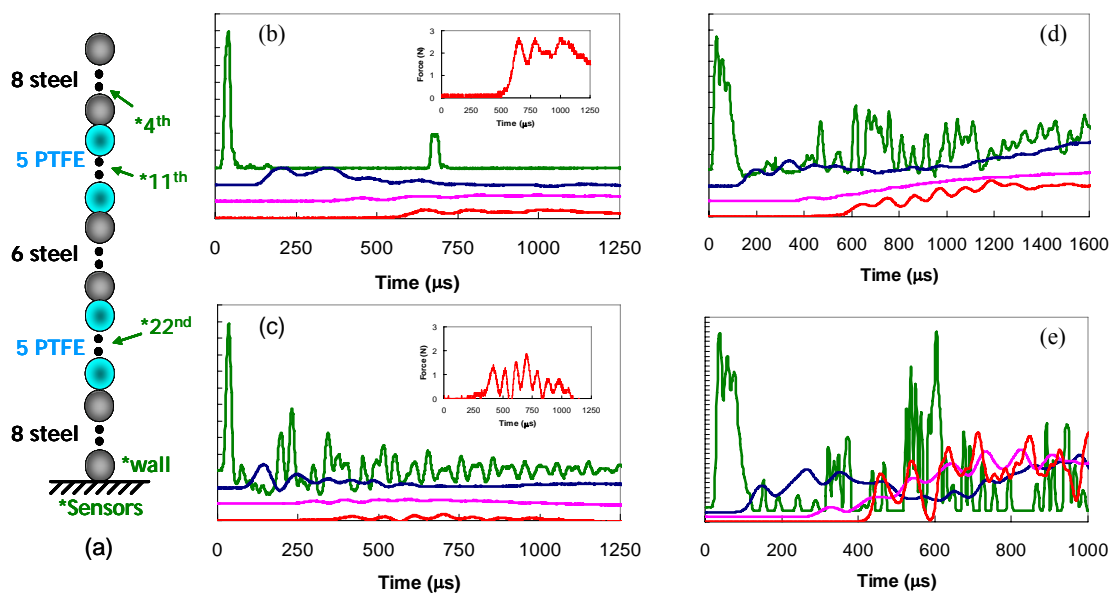 8 steel
*4th
5 PTFE
*11th
6 steel
*22nd
5 PTFE
8 steel
*wall
*Sensors
(a)
(b)
Force (N)
3
2
1
0
0 250 500 750 1000 1250
Time (µs)
0 250 500 750 1000 1250
Time (µs)
(c)
Force (N)
3
2
1
0
0 250 500 750 1000 1250
Time (µs)
0 250 500 750 1000 1250
Time (µs)
(d)
0 200 400 600 800 1000 1200 1400 1600
Time (µs)
(e)
0 200 400 600 800 1000
Time (µs)